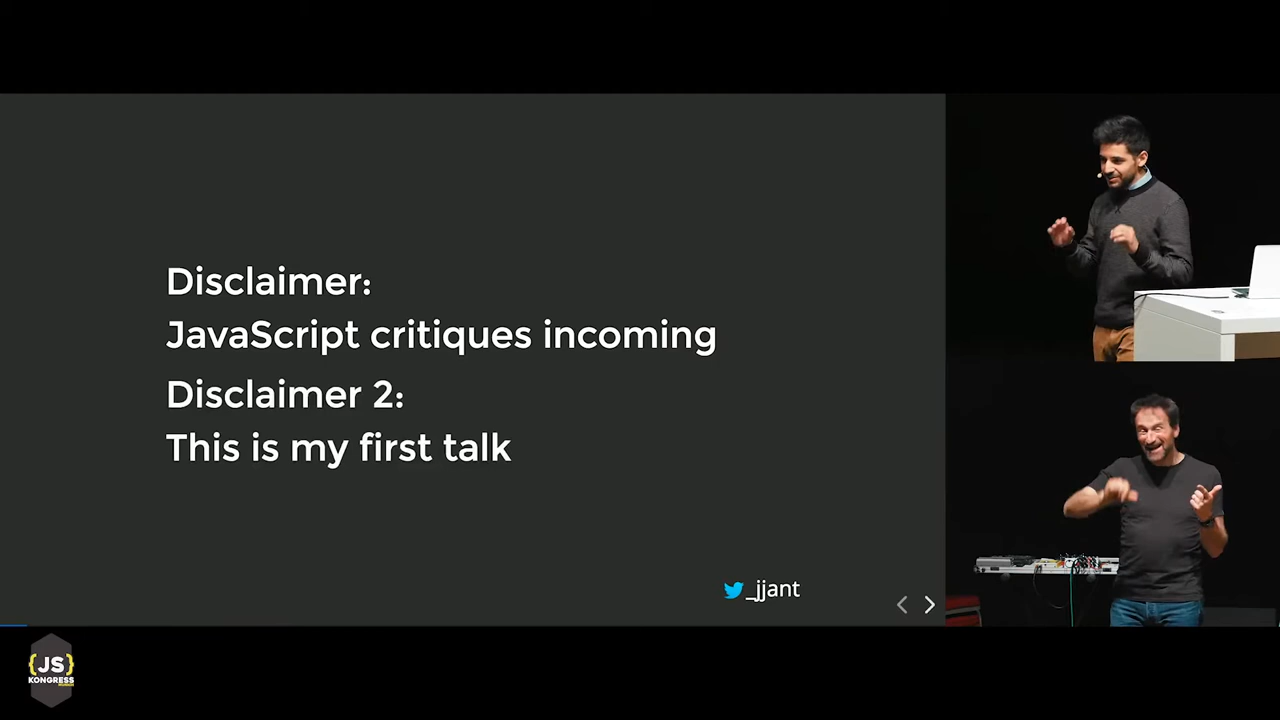 Disclaimer:
JavaScript critiques incoming
Disclaimer 2:
This is my first talk
_jjant
{JS}
KONGRESS